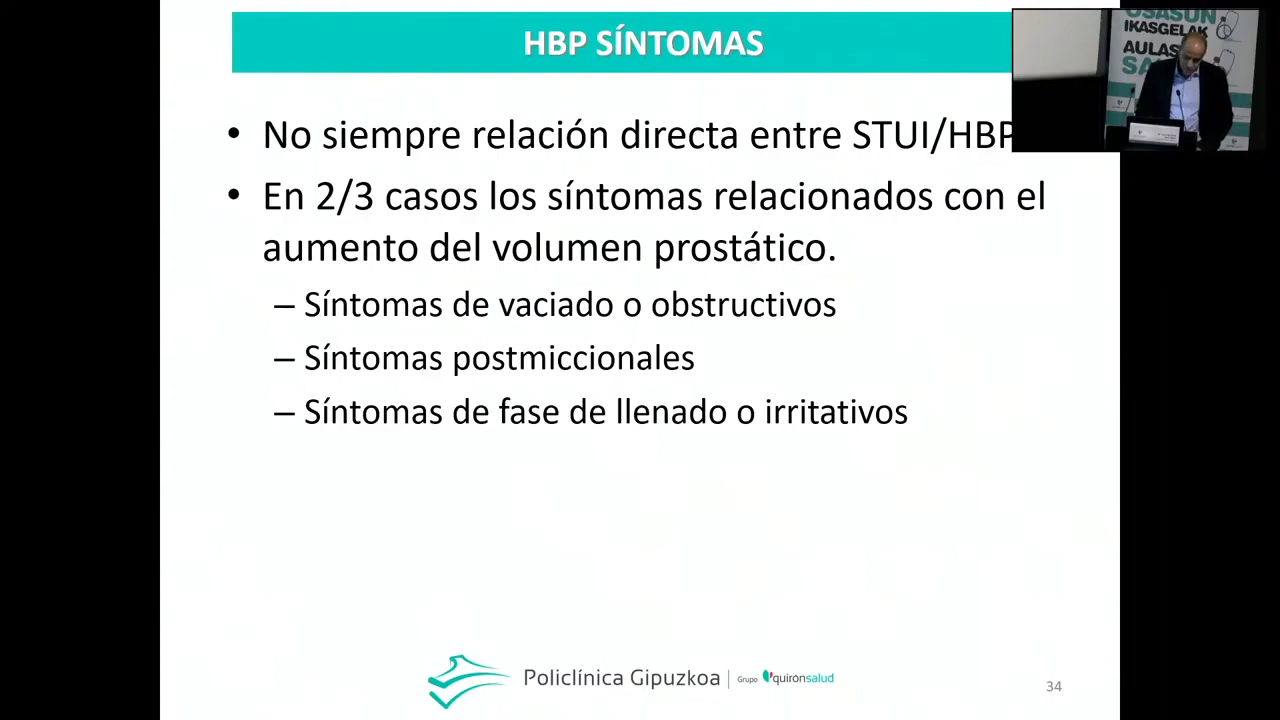 HBP SÍNTOMAS
• No siempre relación directa entre STUI/HBP
• En 2/3 casos los síntomas relacionados con el
aumento del volumen prostático.
– Síntomas de vaciado o obstructivos
– Síntomas postmiccionales
– Síntomas de fase de llenado o irritativos
Policlínica Gipuzkoa | Grupo quirónsalud
34
OSASUN
IKASGELAK
AULAS